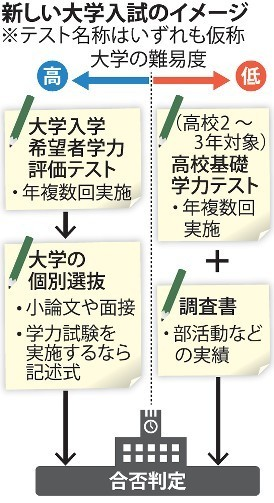 新しい大学入試のイメージ
※テスト名称はいずれも仮称
大学の難易度
高
低
大学入学
希望者学力
評価テスト
・年複数回実施
大学の
個別選抜
・小論文や面接
・学力試験を
実施するなら
記述式
(高校2～
3年対象)
高校基礎
学力テスト
・年複数回
実施
+
調査書
・部活動など
の実績
合否判定